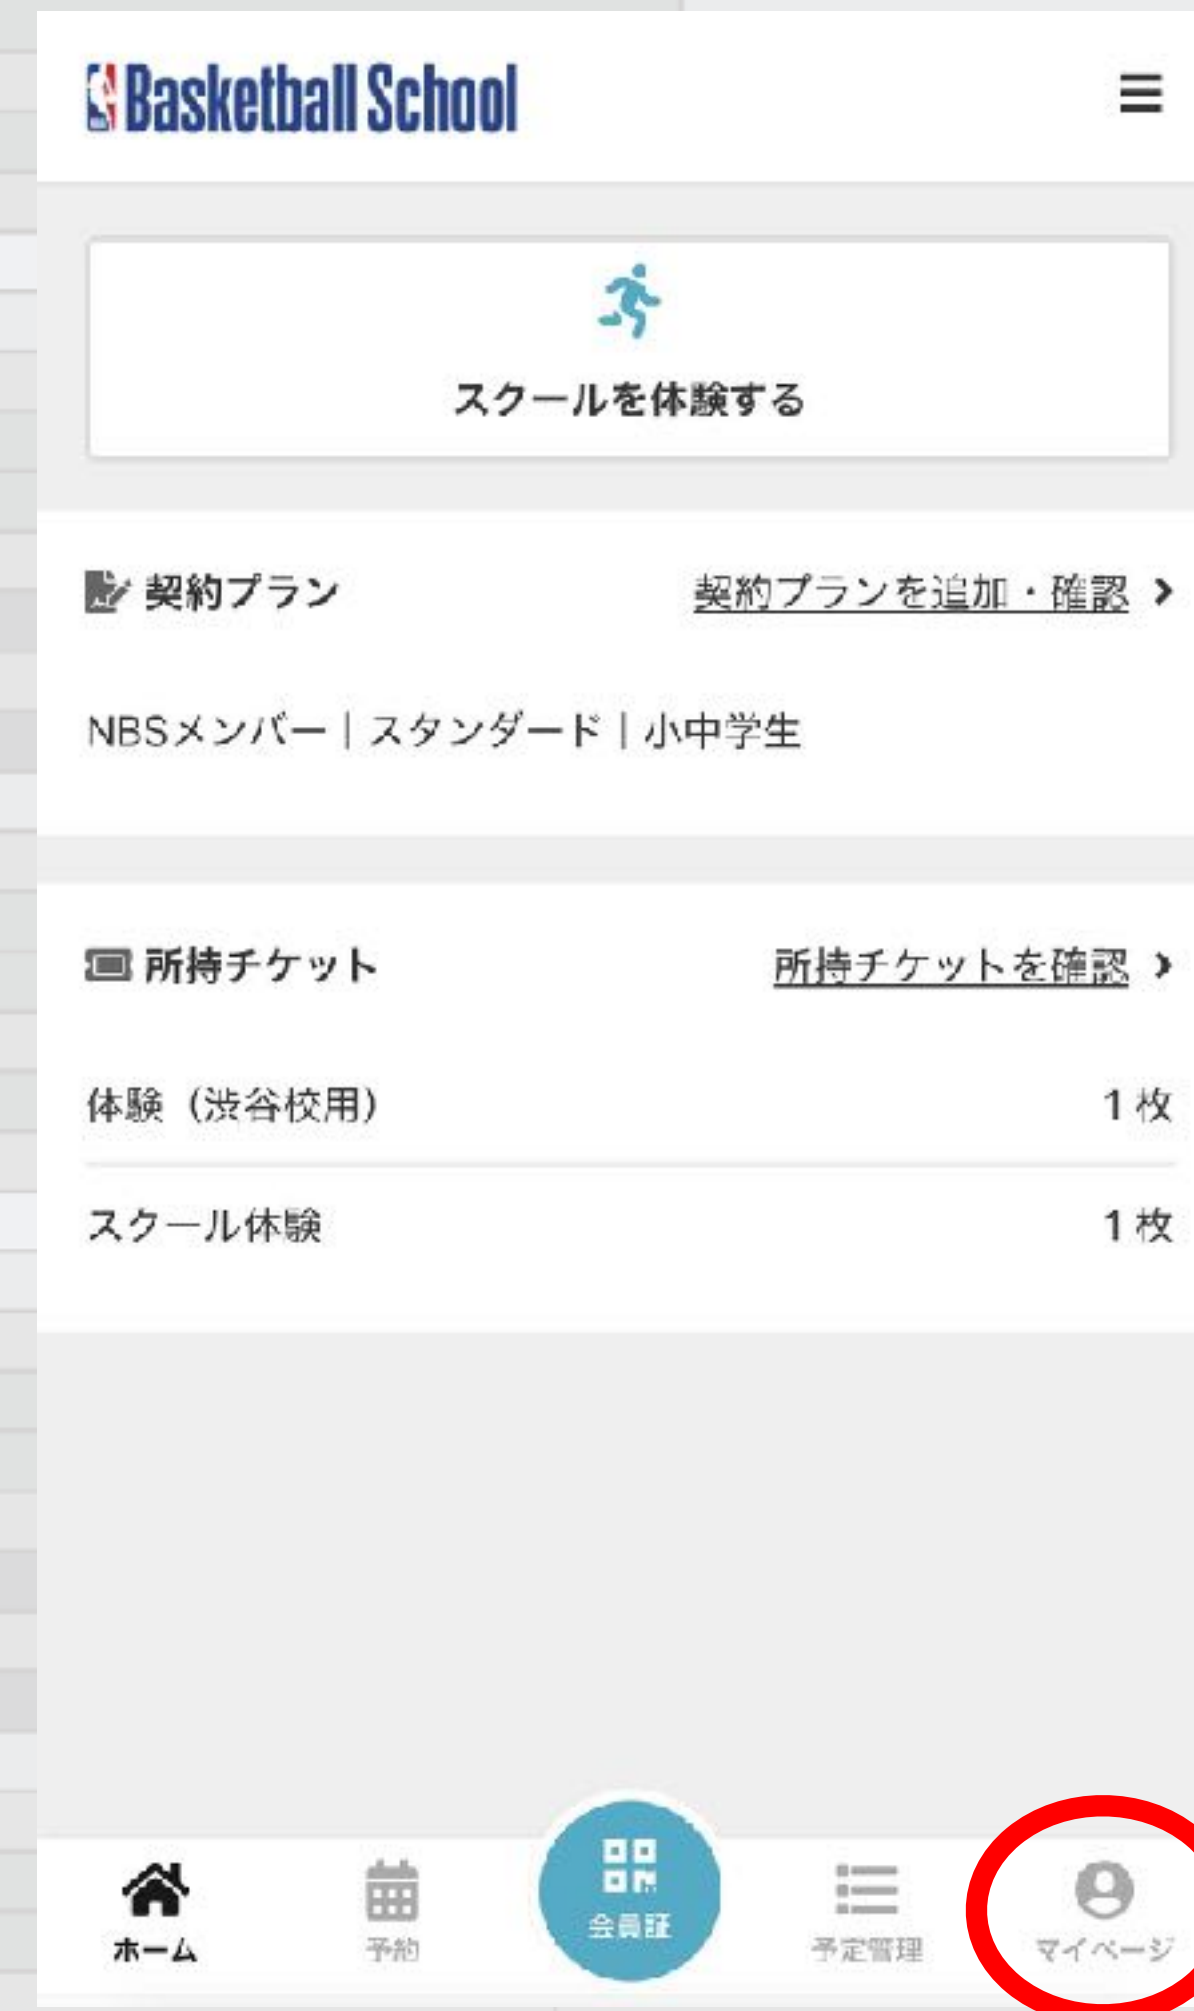 Basketball School
スクールを体験する
契約プラン 契約プランを追加・確認
NBSメンバー｜スタンダード｜小中学生
所持チケット 所持チケットを確認
体験（渋谷校用） 1 枚
スクール体験 1 枚
ホーム 予約 会員証 予定管理 マイページ